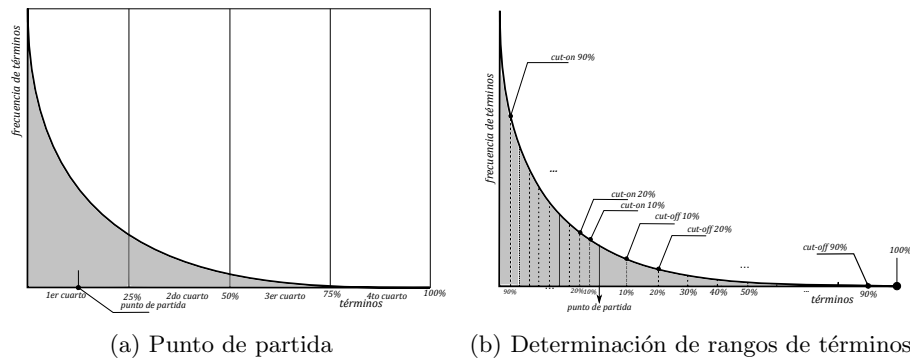 frecuencia de términos
1er cuarto 25% 2do cuarto 50% 3er cuarto 75% 4to cuarto 100%
punto de partida
términos
(a) Punto de partida
frecuencia de términos
cut-on 90%
...
cut-on 20%
cut-on 10%
cut-off 10%
cut-off 20%
...
cut-off 90%
100%
90% ... 20% 10% 10% 20% 30% 40% 50% ... términos 90%
punto de partida
(b) Determinación de rangos de términos